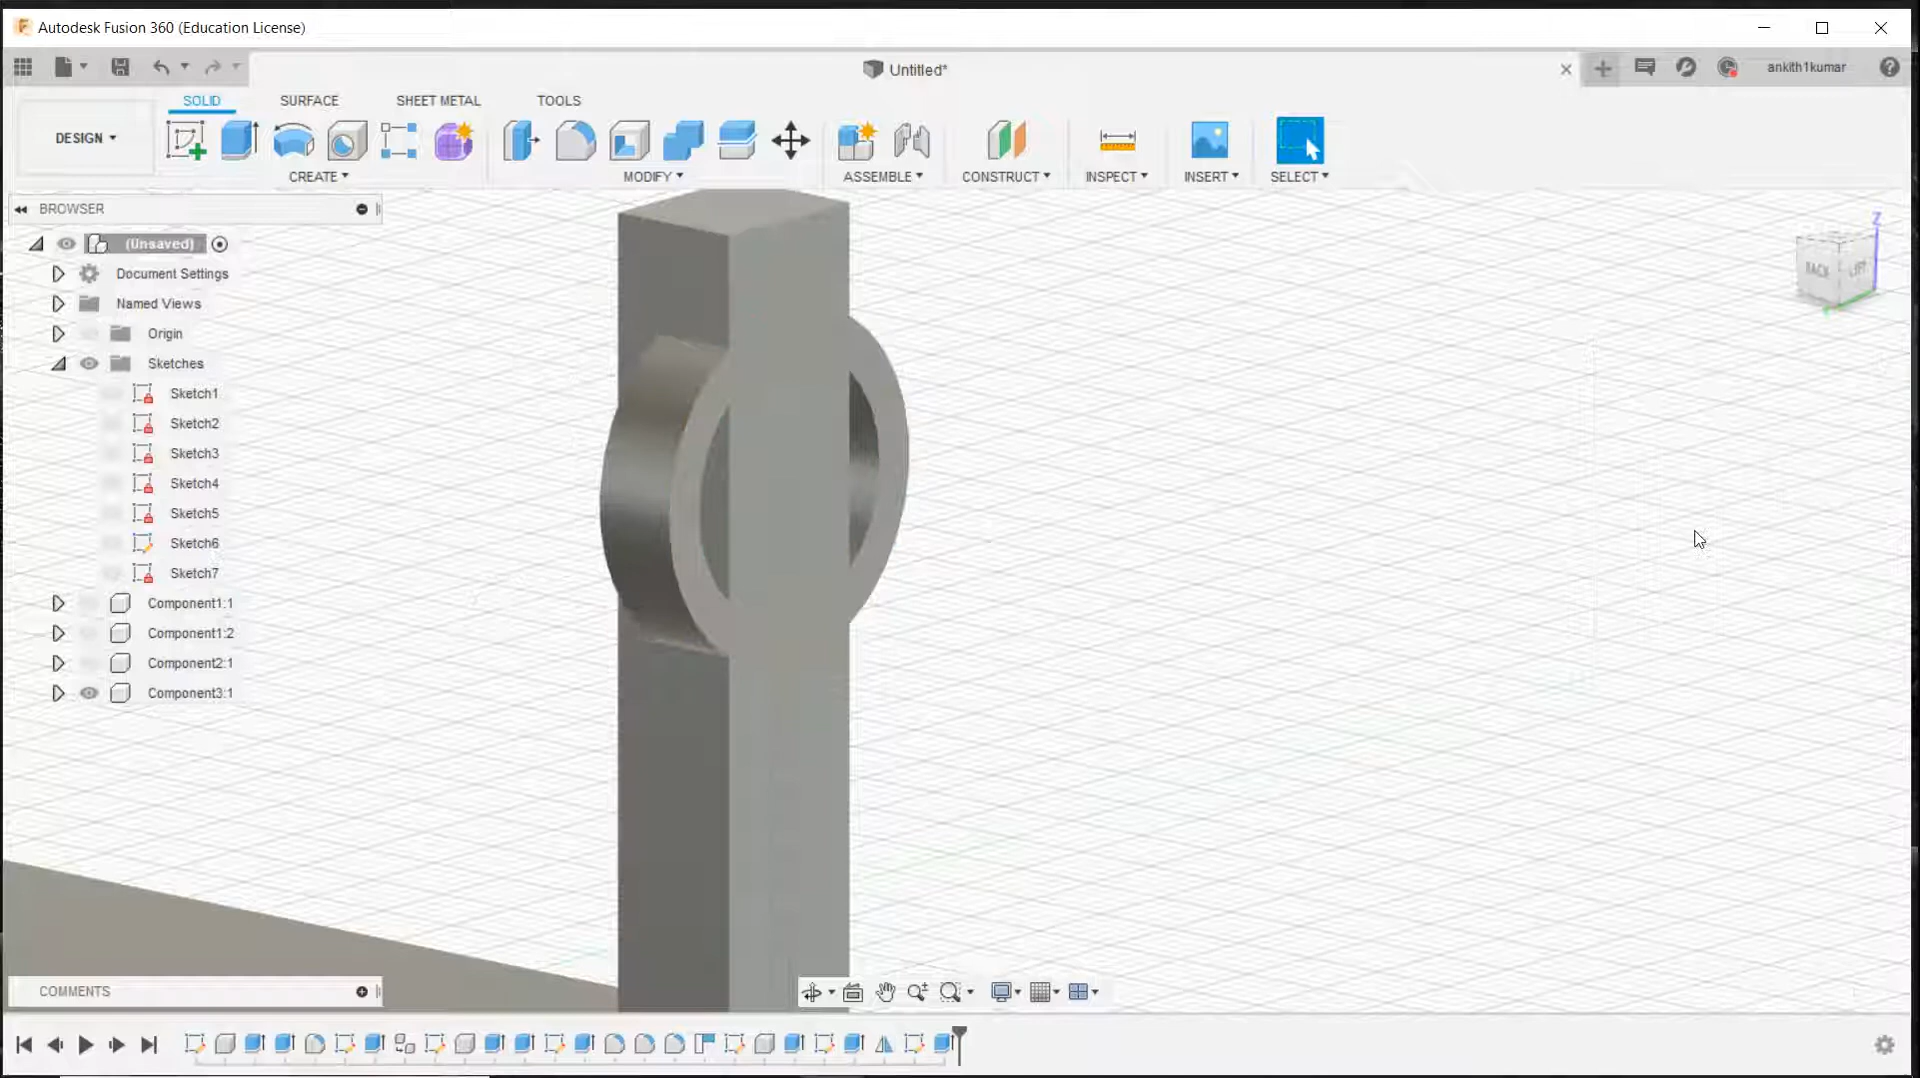 Autodesk Fusion 360 (Education License)
Untitled*
ankith1kumar
SOLID SURFACE SHEET METAL TOOLS
DESIGN
CREATE MODIFY ASSEMBLE CONSTRUCT INSPECT INSERT SELECT
BROWSER
(Unsaved)
Document Settings
Named Views
Origin
Sketches
Sketch1
Sketch2
Sketch3
Sketch4
Sketch5
Sketch6
Sketch7
Component1:1
Component1:2
Component2:1
Component3:1
Z
BACK LEFT
COMMENTS